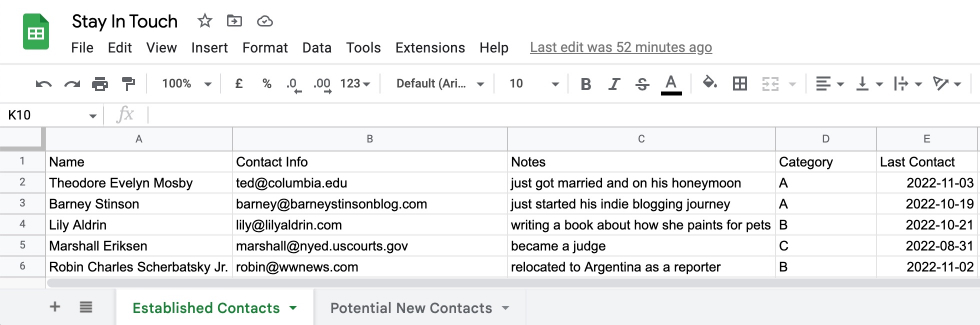 Stay In Touch
File Edit View Insert Format Data Tools Extensions Help Last edit was 52 minutes ago
100% £ % .0 .00 123 Default (Ari... 10 B I S A
K10 fx
A B C D E
1 Name Contact Info Notes Category Last Contact
2 Theodore Evelyn Mosby ted@columbia.edu just got married and on his honeymoon A 2022-11-03
3 Barney Stinson barney@barneystinsonblog.com just started his indie blogging journey A 2022-10-19
4 Lily Aldrin lily@lilyaldrin.com writing a book about how she paints for pets B 2022-10-21
5 Marshall Eriksen marshall@nyed.uscourts.gov became a judge C 2022-08-31
6 Robin Charles Scherbatsky Jr. robin@wwnews.com relocated to Argentina as a reporter B 2022-11-02
+ Established Contacts Potential New Contacts